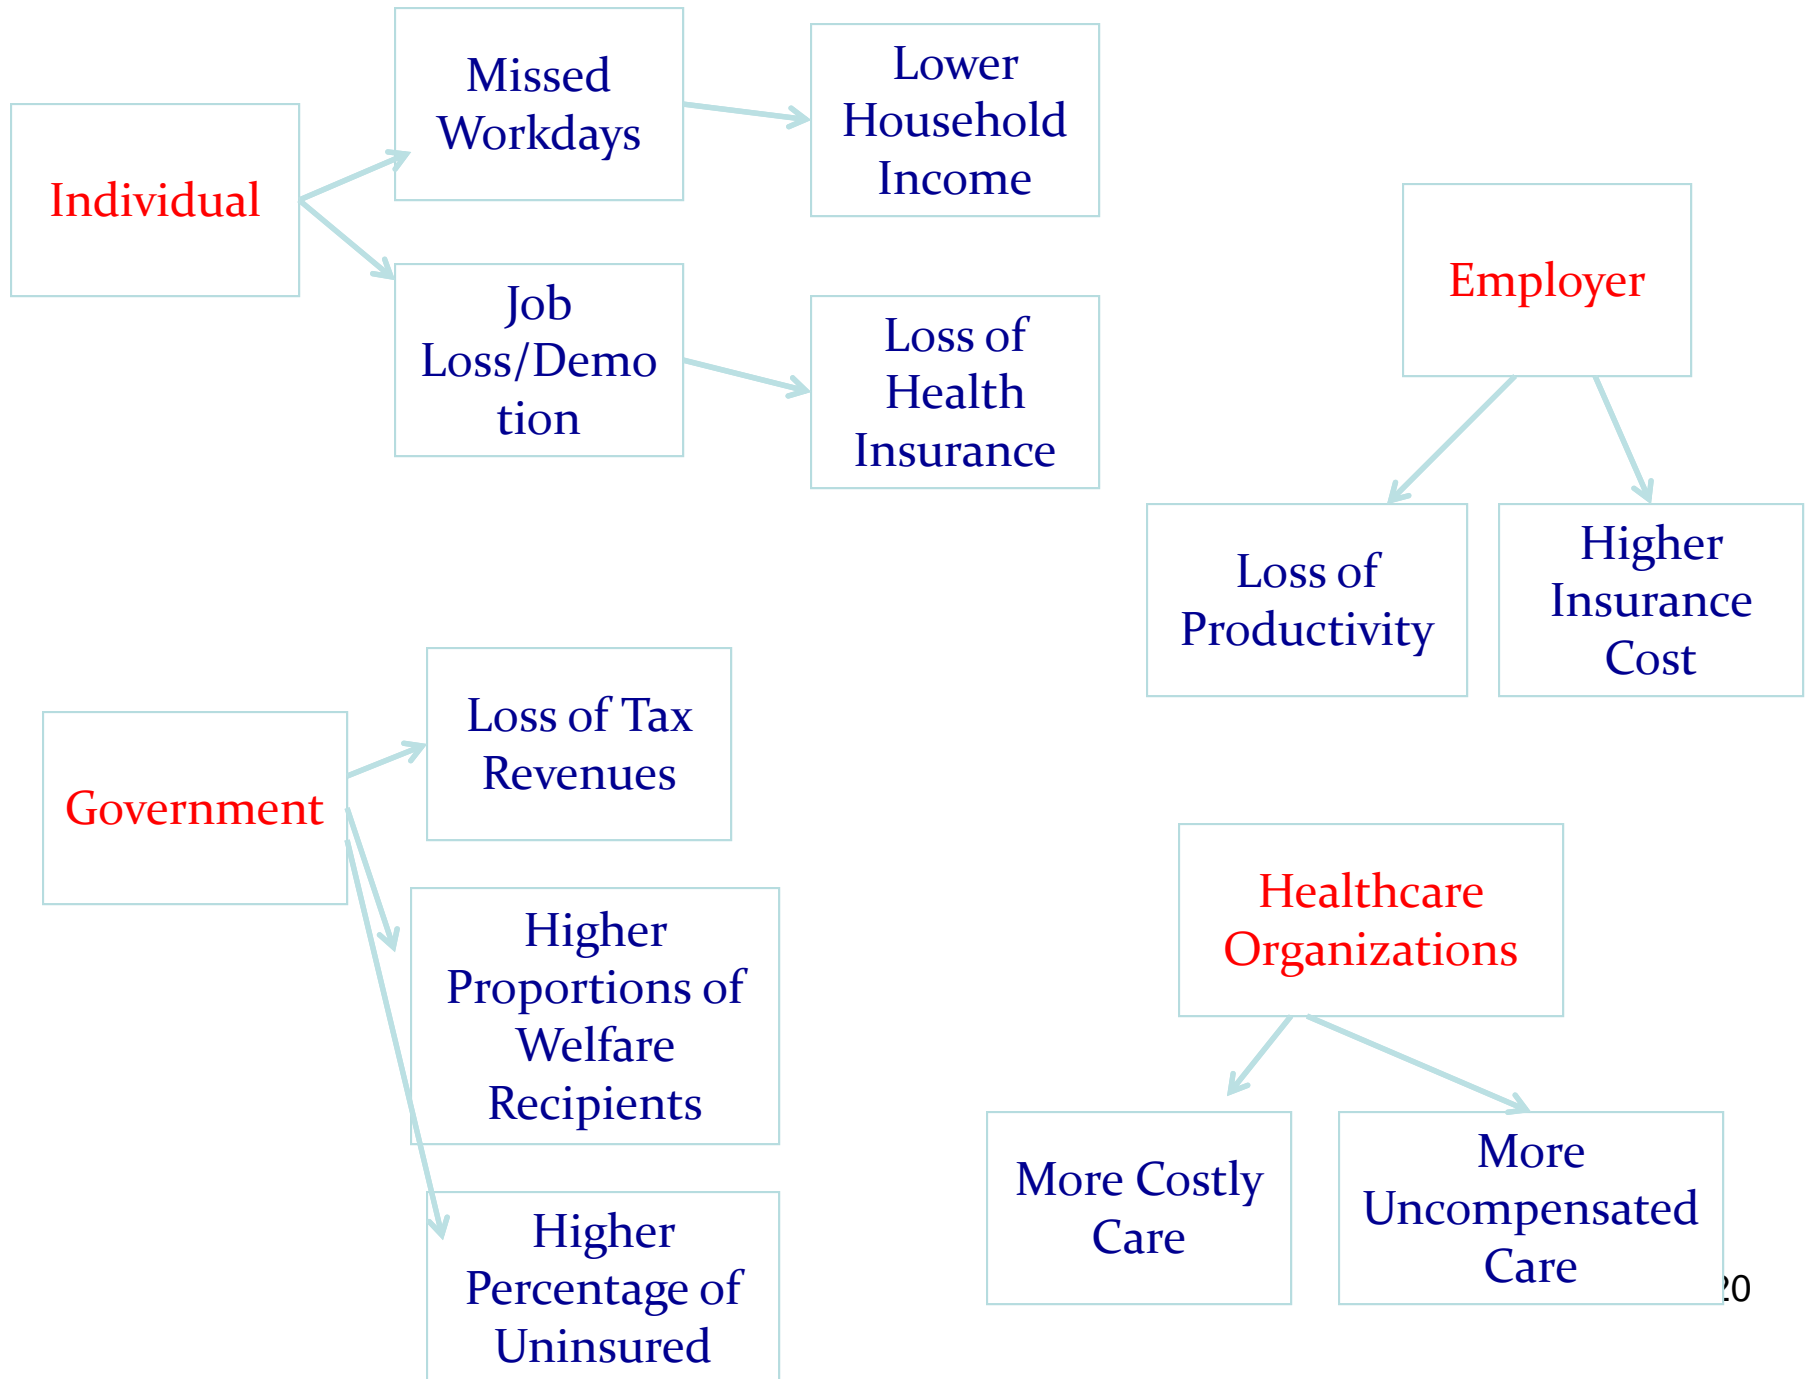 Individual
Missed
Workdays
Lower
Household
Income
Job
Loss/Demo
tion
Loss of
Health
Insurance
Employer
Loss of
Productivity
Higher
Insurance
Cost
Government
Loss of Tax
Revenues
Higher
Proportions of
Welfare
Recipients
Higher
Percentage of
Uninsured
Healthcare
Organizations
More Costly
Care
More
Uncompensated
Care
20